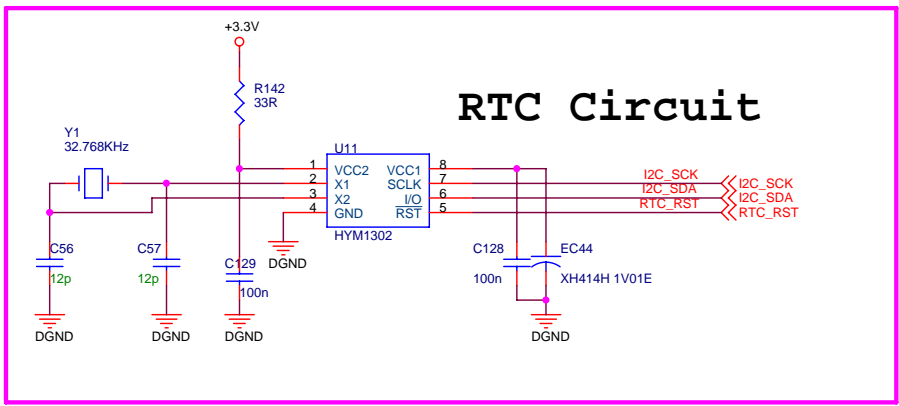 +3.3V
R142
33R
RTC Circuit
Y1
32.768KHz
U11
1 VCC2 VCC1 8
2 X1 SCLK 7
3 X2 I/O 6
4 GND RST 5
HYM1302
I2C_SCK
I2C_SDA
RTC_RST
I2C_SCK
I2C_SDA
RTC_RST
C56
12p
C57
12p
C129
100n
DGND
C128
100n
EC44
XH414H 1V01E
DGND
DGND
DGND
DGND